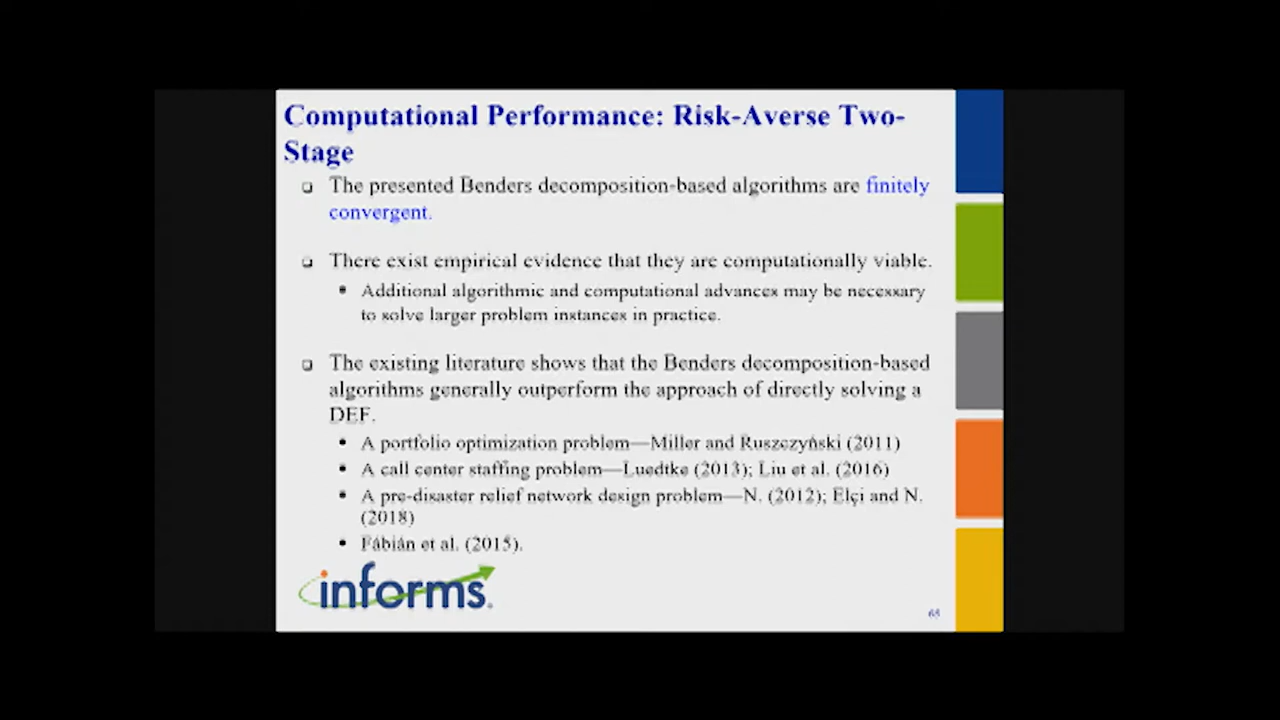 Computational Performance: Risk-Averse Two-
Stage
The presented Benders decomposition-based algorithms are finitely
convergent.
There exist empirical evidence that they are computationally viable.
Additional algorithmic and computational advances may be necessary
to solve larger problem instances in practice.
The existing literature shows that the Benders decomposition-based
algorithms generally outperform the approach of directly solving a
DEF.
A portfolio optimization problem—Miller and Ruszczyński (2011)
A call center staffing problem—Luedtke (2013); Liu et al. (2016)
A pre-disaster relief network design problem—N. (2012); Elçi and N.
(2018)
Fábián et al. (2015).
informs